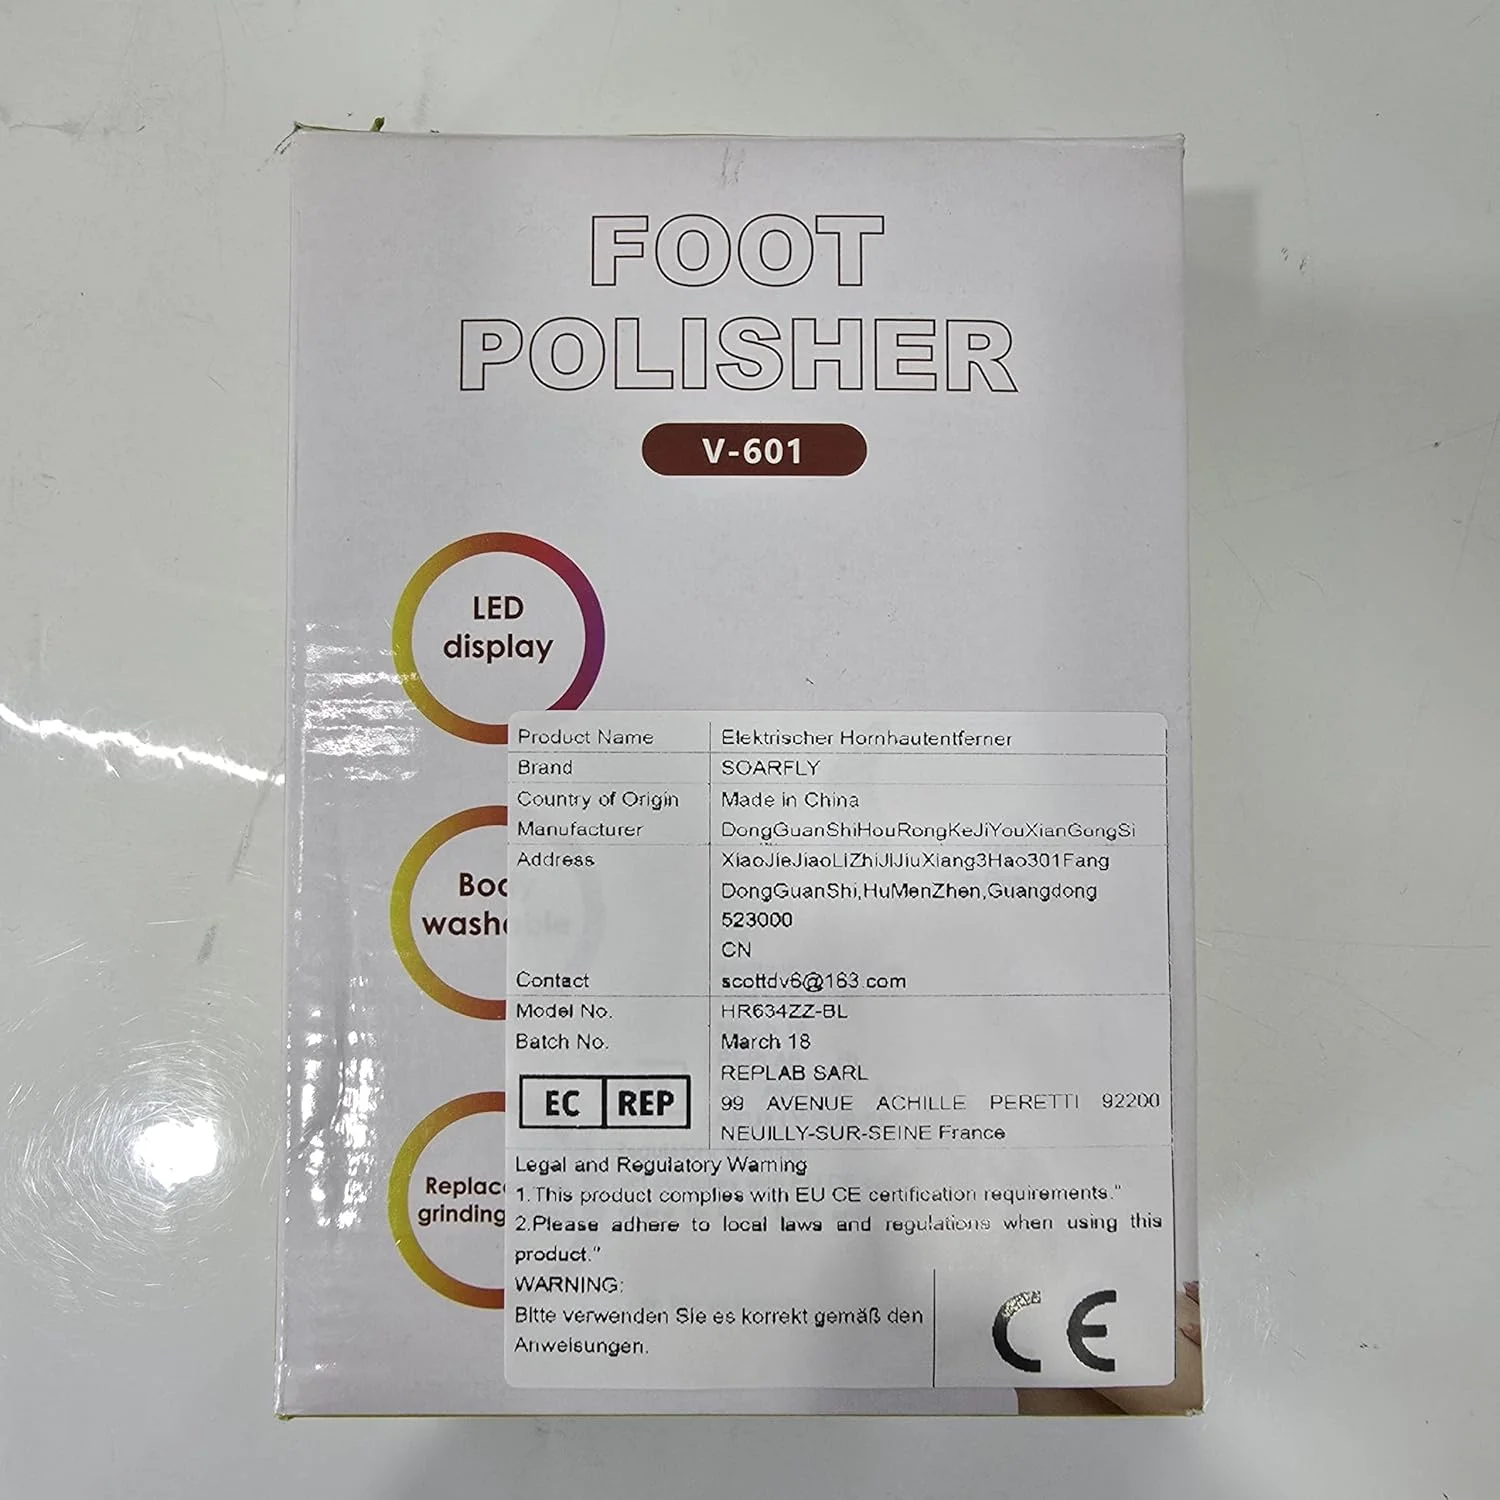 FOOT
POLISHER
V-601
LED
display
Product Name Elektrischer Hornhautentferner
Brand SOARFLY
Country of Origin Made in China
Manufacturer DongGuanShiHouRongKeJiYouXianGongSi
Address XiaoJieJiaoLiZhiJiJiuXiang3Hao301Fang
DongGuanShi,HuMenZhen,Guangdong
523000
CN
Contact scottdv6@163.com
Model No. HR634ZZ-BL
Batch No. March 18
EC REP
REPLAB SARL
99 AVENUE ACHILLE PERETTI 92200
NEUILLY-SUR-SEINE France
Legal and Regulatory Warning
1.This product complies with EU CE certification requirements."
2.Please adhere to local laws and regulations when using this
product."
WARNING:
Bitte verwenden Sie es korrekt gemäß den
Anweisungen.
CE
grinding